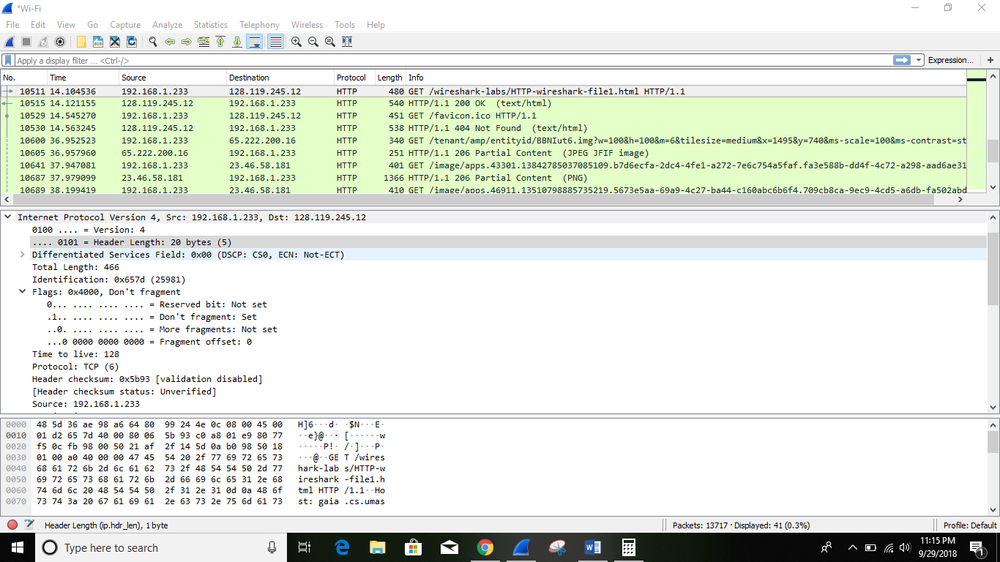 *Wi-Fi
File Edit View Go Capture Analyze Statistics Telephony Wireless Tools Help
Apply a display filter ... <Ctrl-/>
Expression... +
No. Time Source Destination Protocol Length Info
10511 14.104536 192.168.1.233 128.119.245.12 HTTP 480 GET /wireshark-labs/HTTP-wireshark-file1.html HTTP/1.1
10515 14.121155 128.119.245.12 192.168.1.233 HTTP 540 HTTP/1.1 200 OK (text/html)
10529 14.545270 192.168.1.233 128.119.245.12 HTTP 451 GET /favicon.ico HTTP/1.1
10530 14.563245 128.119.245.12 192.168.1.233 HTTP 538 HTTP/1.1 404 Not Found (text/html)
10600 36.952523 192.168.1.233 65.222.200.16 HTTP 340 GET /tenant/amp/entityid/BBNIut6.img?w=100&h=100&m=6&tilesize=medium&x=1495&y=740&ms-scale=100&ms-contrast=st
10605 36.957960 65.222.200.16 192.168.1.233 HTTP 251 HTTP/1.1 206 Partial Content (JPEG JFIF image)
10641 37.947081 192.168.1.233 23.46.58.181 HTTP 401 GET /image/apps.43301.13842785037085109.b7d6ecfa-2dc4-4fe1-a272-7e6c754a5faf.fa3e588b-dd4f-4c72-a298-aad6ae31
10687 37.979099 23.46.58.181 192.168.1.233 HTTP 1366 HTTP/1.1 206 Partial Content (PNG)
10689 38.199419 192.168.1.233 23.46.58.181 HTTP 410 GET /image/apps.46911.13510798885735219.5673e5aa-69a9-4c27-ba44-c160abc6b6f4.709cb8ca-9ec9-4cd5-a6db-fa502abd
Internet Protocol Version 4, Src: 192.168.1.233, Dst: 128.119.245.12
0100 .... = Version: 4
.... 0101 = Header Length: 20 bytes (5)
Differentiated Services Field: 0x00 (DSCP: CS0, ECN: Not-ECT)
Total Length: 466
Identification: 0x657d (25981)
Flags: 0x4000, Don't fragment
0... .... .... .... = Reserved bit: Not set
.1.. .... .... .... = Don't fragment: Set
..0. .... .... .... = More fragments: Not set
...0 0000 0000 0000 = Fragment offset: 0
Time to live: 128
Protocol: TCP (6)
Header checksum: 0x5b93 [validation disabled]
[Header checksum status: Unverified]
Source: 192.168.1.233
0000 48 5d 36 ae 98 a6 64 80 99 24 4e 0c 08 00 45 00 H]6···d· ·$N···E·
0010 01 d2 65 7d 40 00 80 06 5b 93 c0 a8 01 e9 80 77 ··e}@··· [······w
0020 f5 0c fb 98 00 50 21 af 2f 14 5d 0a b0 98 50 18 ·····P!· /·]···P·
0030 01 00 a0 40 00 00 47 45 54 20 2f 77 69 72 65 73 ···@··GE T /wires
0040 68 61 72 6b 2d 6c 61 62 73 2f 48 54 54 50 2d 77 hark-lab s/HTTP-w
0050 69 72 65 73 68 61 72 6b 2d 66 69 6c 65 31 2e 68 ireshark -file1.h
0060 74 6d 6c 20 48 54 54 50 2f 31 2e 31 0d 0a 48 6f tml HTTP /1.1··Ho
0070 73 74 3a 20 67 61 69 61 2e 63 73 2e 75 6d 61 73 st: gaia .cs.umas
Header Length (ip.hdr_len), 1 byte
Packets: 13717 · Displayed: 41 (0.3%)
Profile: Default
Type here to search
11:15 PM
9/29/2018
1